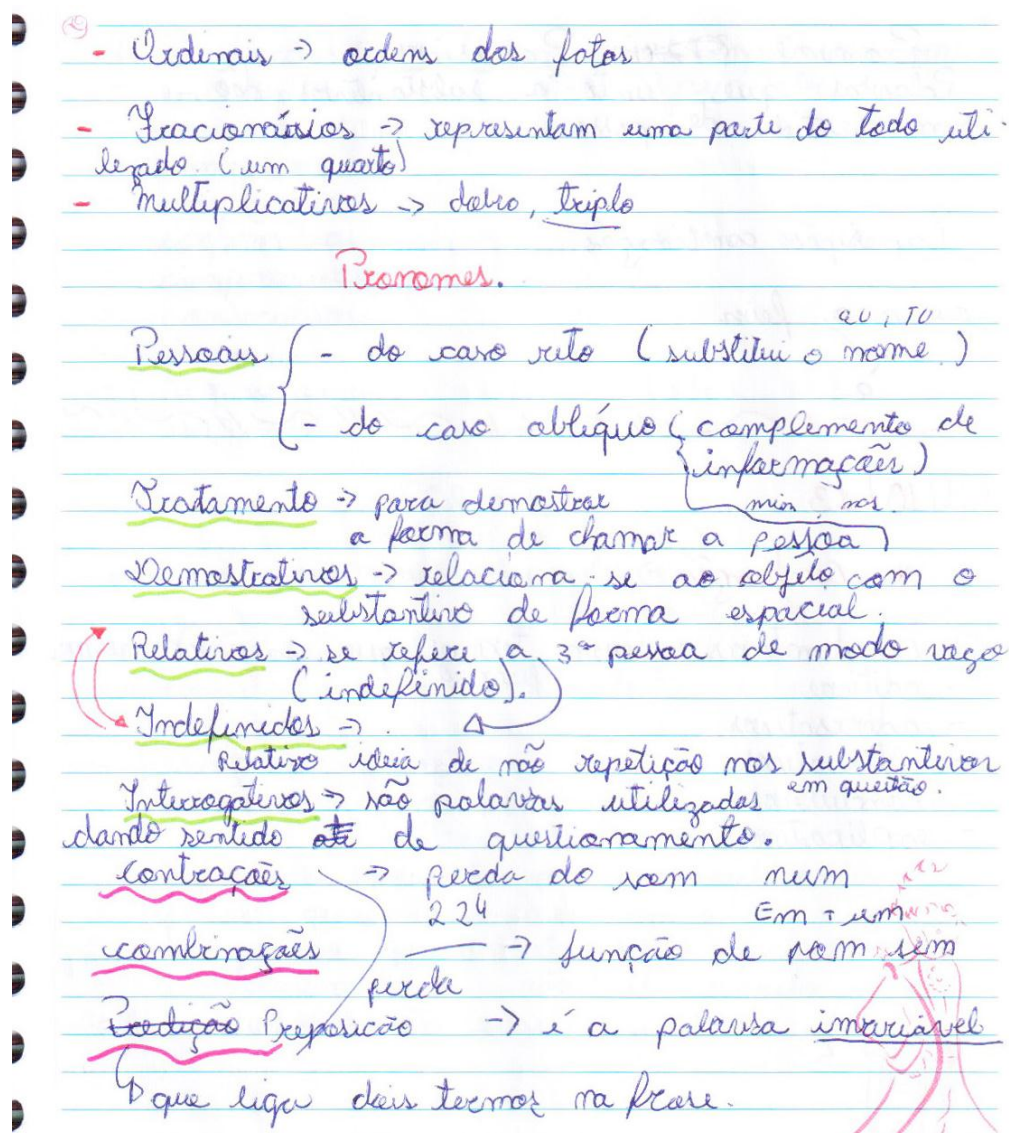 - Ordinais → ordens dos fotos
- Fracionários → representam uma parte do todo uti-
lizado. (um quarto)
- Multiplicativos → dobro, triplo
Pronomes.
eu, TU
Pessoais { - do caso reto (substitui o nome)
- do caso oblíquo (complemento de
informações)
Tratamento → para demostrar mim, nos.
a forma de chamar a pessoa
Demostrativos → relaciona-se ao objeto com o
substantivo de forma espacial.
Relativos → se refere a 3ª pessoa de modo vago
(indefinido).
Indefinidos →
Relativo ideia de não repetição nos substantivos
em questão.
Interrogativos → são palavras utilizadas
dando sentido de questionamento.
Contrações → perda do som num
224 Em + um
combinações → função de som sem
perda
Preposicão → é a palavra invariável
que liga dois termos na frase.